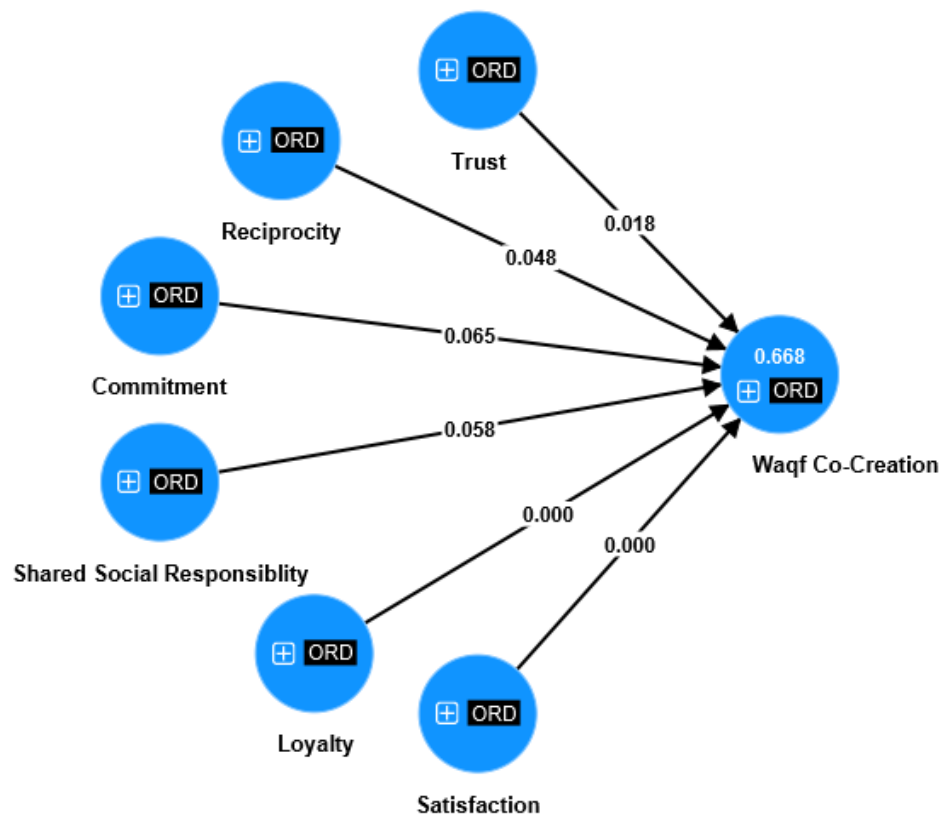 ORD
Trust
ORD
Reciprocity
0.018
0.048
ORD
Commitment
0.065
0.668
ORD
Waqf Co-Creation
ORD
Shared Social Responsiblity
0.058
0.000
0.000
ORD
Loyalty
ORD
Satisfaction